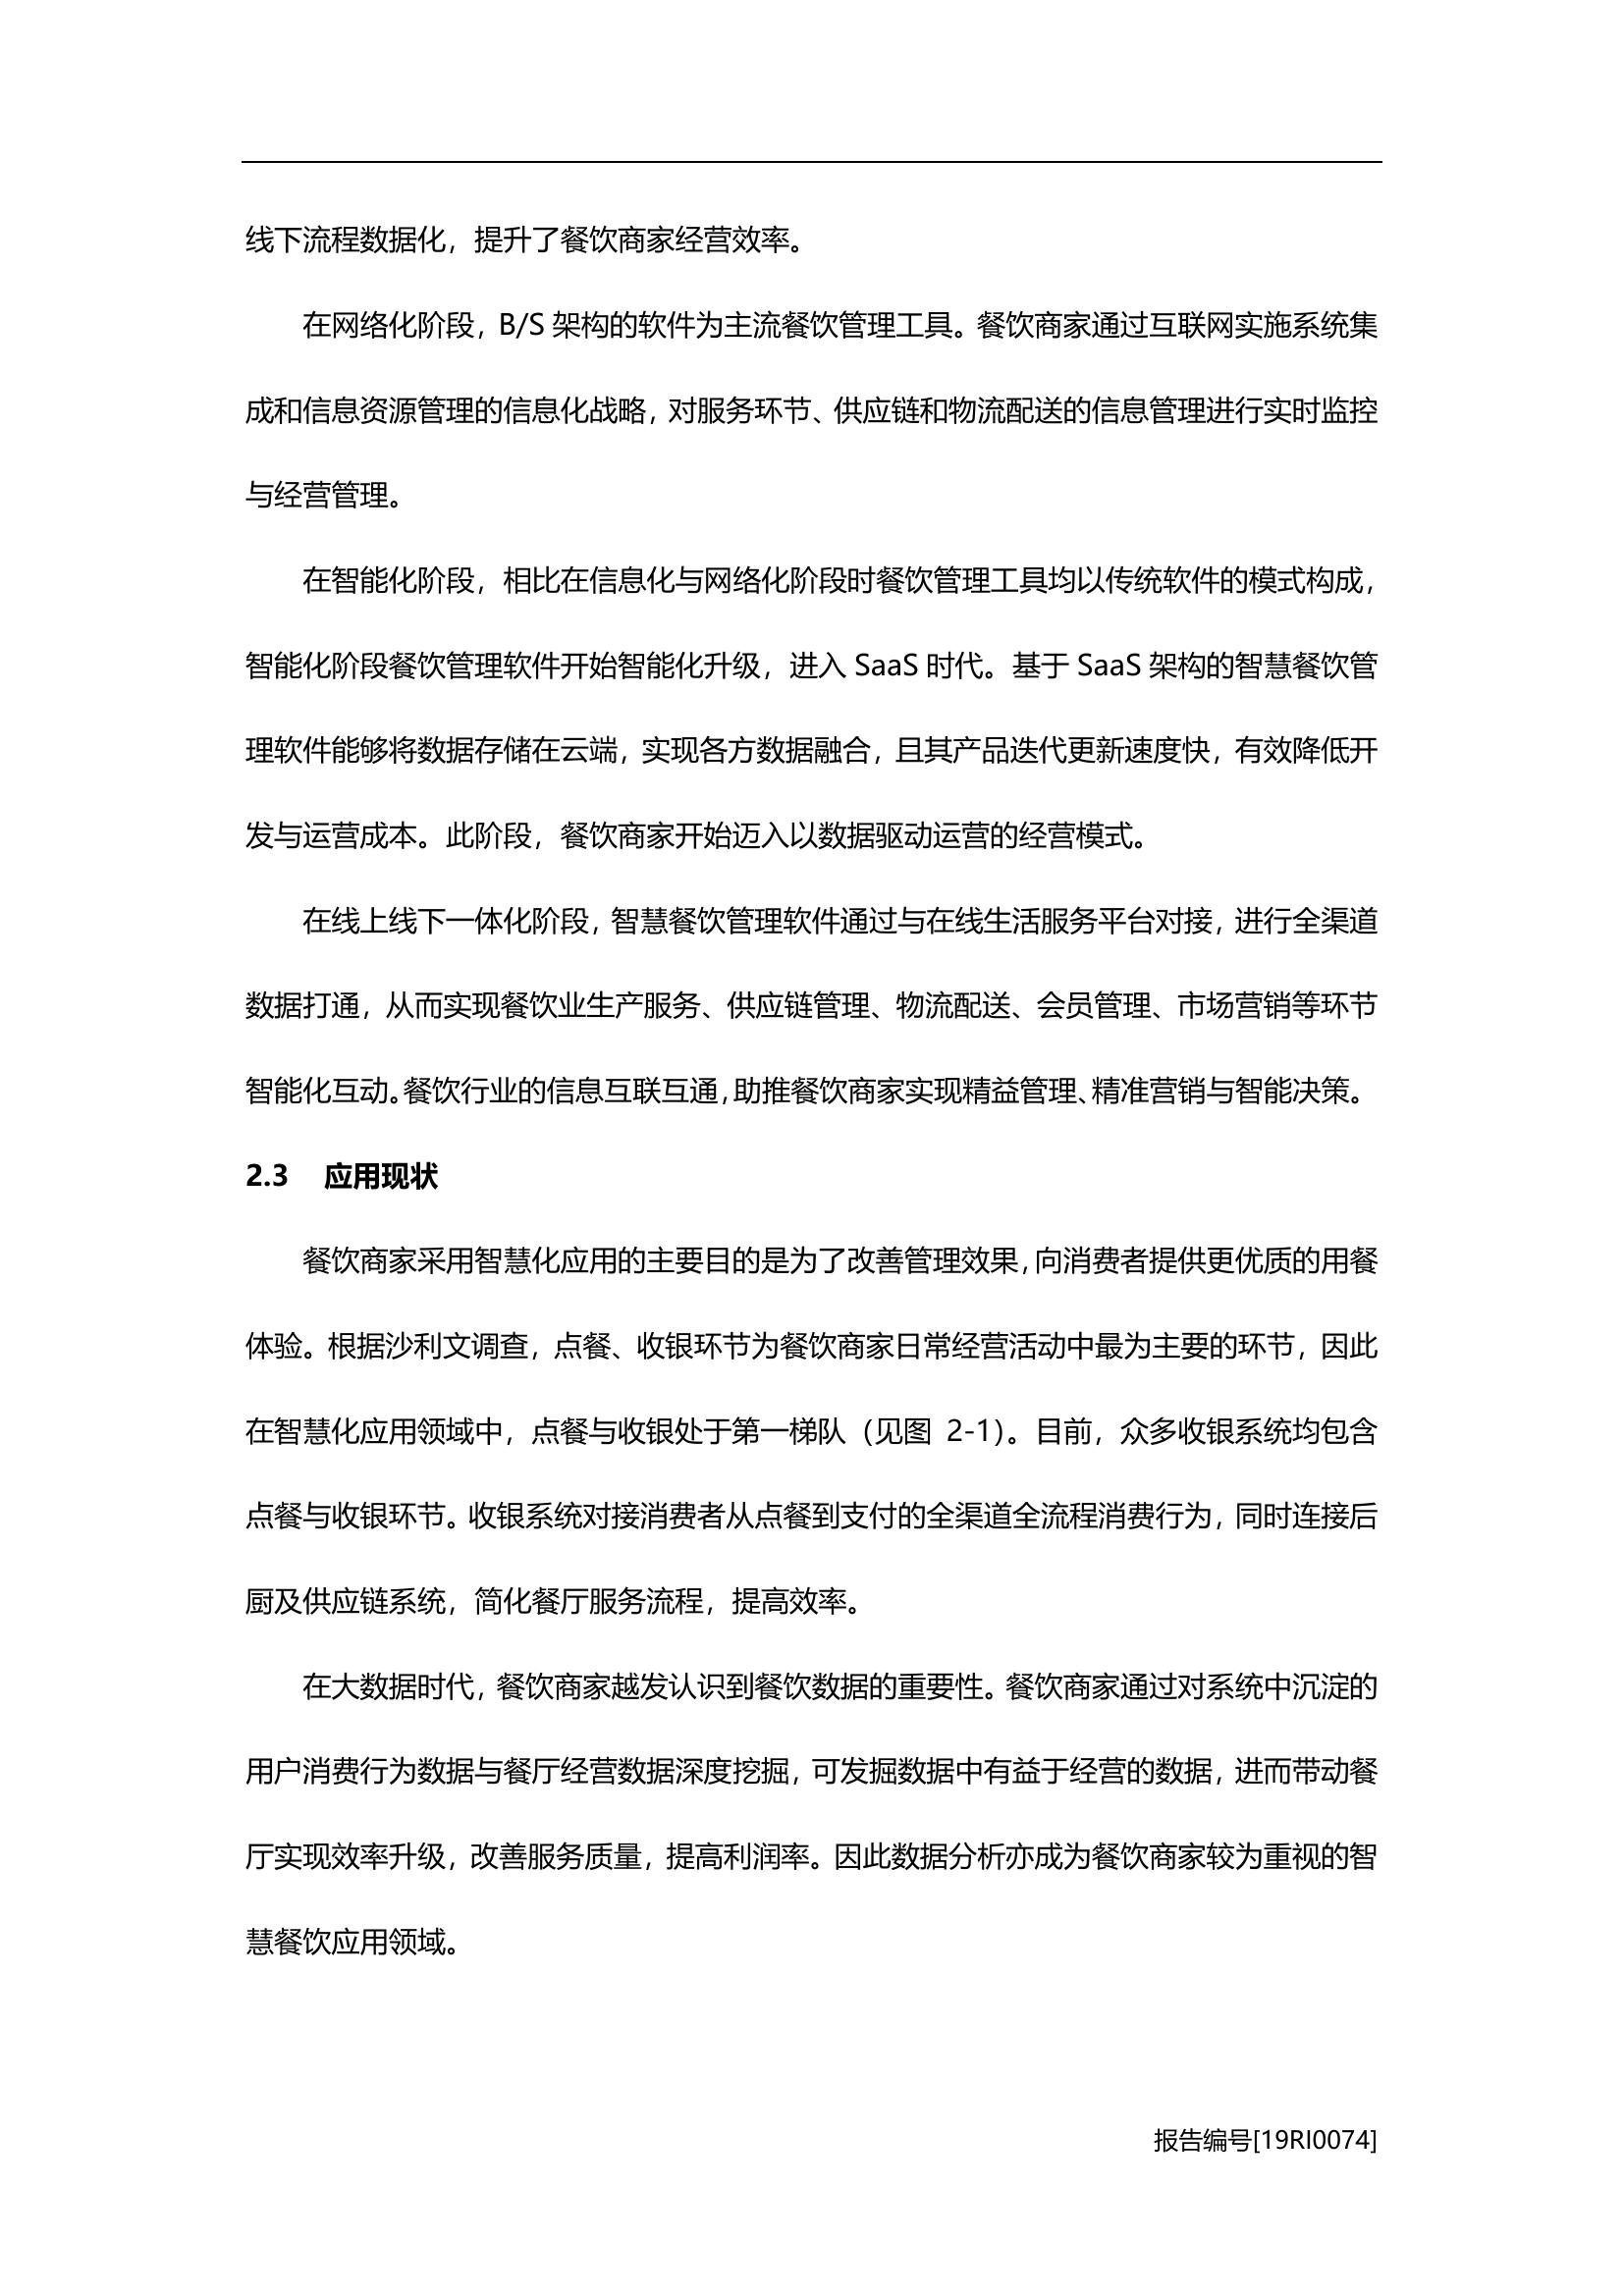 线下流程数据化，提升了餐饮商家经营效率。
在网络化阶段，B/S 架构的软件为主流餐饮管理工具。餐饮商家通过互联网实施系统集
成和信息资源管理的信息化战略，对服务环节、供应链和物流配送的信息管理进行实时监控
与经营管理。
在智能化阶段，相比在信息化与网络化阶段时餐饮管理工具均以传统软件的模式构成，
智能化阶段餐饮管理软件开始智能化升级，进入 SaaS 时代。基于 SaaS 架构的智慧餐饮管
理软件能够将数据存储在云端，实现各方数据融合，且其产品迭代更新速度快，有效降低开
发与运营成本。此阶段，餐饮商家开始迈入以数据驱动运营的经营模式。
在线上线下一体化阶段，智慧餐饮管理软件通过与在线生活服务平台对接，进行全渠道
数据打通，从而实现餐饮业生产服务、供应链管理、物流配送、会员管理、市场营销等环节
智能化互动。餐饮行业的信息互联互通，助推餐饮商家实现精益管理、精准营销与智能决策。
2.3 应用现状
餐饮商家采用智慧化应用的主要目的是为了改善管理效果，向消费者提供更优质的用餐
体验。根据沙利文调查，点餐、收银环节为餐饮商家日常经营活动中最为主要的环节，因此
在智慧化应用领域中，点餐与收银处于第一梯队（见图 2-1）。目前，众多收银系统均包含
点餐与收银环节。收银系统对接消费者从点餐到支付的全渠道全流程消费行为，同时连接后
厨及供应链系统，简化餐厅服务流程，提高效率。
在大数据时代，餐饮商家越发认识到餐饮数据的重要性。餐饮商家通过对系统中沉淀的
用户消费行为数据与餐厅经营数据深度挖掘，可发掘数据中有益于经营的数据，进而带动餐
厅实现效率升级，改善服务质量，提高利润率。因此数据分析亦成为餐饮商家较为重视的智
慧餐饮应用领域。
报告编号[19RI0074]